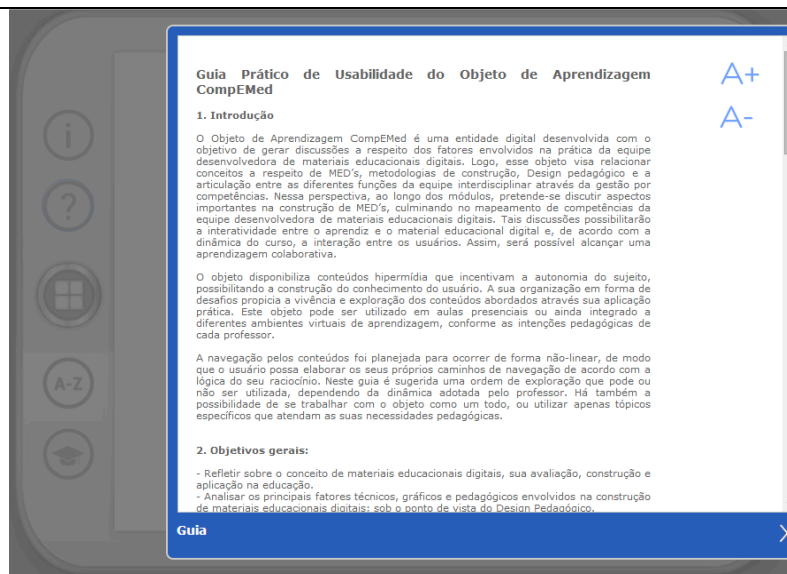 Guia Prático de Usabilidade do Objeto de Aprendizagem
CompEMed
A+
A-
1. Introdução
O Objeto de Aprendizagem CompEMed é uma entidade digital desenvolvida com o
objetivo de gerar discussões a respeito dos fatores envolvidos na prática da equipe
desenvolvedora de materiais educacionais digitais. Logo, esse objeto visa relacionar
conceitos a respeito de MED's, metodologias de construção, Design pedagógico e a
articulação entre as diferentes funções da equipe interdisciplinar através da gestão por
competências. Nessa perspectiva, ao longo dos módulos, pretende-se discutir aspectos
importantes na construção de MED's, culminando no mapeamento de competências da
equipe desenvolvedora de materiais educacionais digitais. Tais discussões possibilitarão
a interatividade entre o aprendiz e o material educacional digital e, de acordo com a
dinâmica do curso, a interação entre os usuários. Assim, será possível alcançar uma
aprendizagem colaborativa.
O objeto disponibiliza conteúdos hipermídia que incentivam a autonomia do sujeito,
possibilitando a construção do conhecimento do usuário. A sua organização em forma de
desafios propicia a vivência e exploração dos conteúdos abordados através sua aplicação
prática. Este objeto pode ser utilizado em aulas presenciais ou ainda integrado a
diferentes ambientes virtuais de aprendizagem, conforme as intenções pedagógicas de
cada professor.
A navegação pelos conteúdos foi planejada para ocorrer de forma não-linear, de modo
que o usuário possa elaborar os seus próprios caminhos de navegação de acordo com a
lógica do seu raciocínio. Neste guia é sugerida uma ordem de exploração que pode ou
não ser utilizada, dependendo da dinâmica adotada pelo professor. Há também a
possibilidade de se trabalhar com o objeto como um todo, ou utilizar apenas tópicos
específicos que atendam as suas necessidades pedagógicas.
2. Objetivos gerais:
- Refletir sobre o conceito de materiais educacionais digitais, sua avaliação, construção e
aplicação na educação.
- Analisar os principais fatores técnicos, gráficos e pedagógicos envolvidos na construção
de materiais educacionais digitais: sob o ponto de vista do Design Pedagógico.
Guia
i
?
A-Z